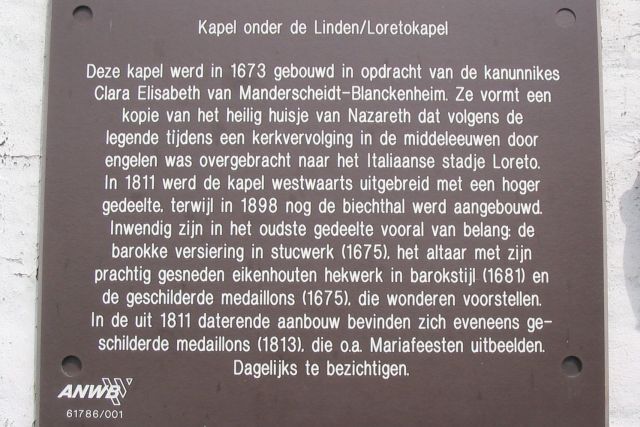 Kapel onder de Linden/Loretokapel
Deze kapel werd in 1673 gebouwd in opdracht van de kanunnikes
Clara Elisabeth van Manderscheidt-Blanckenheim. Ze vormt een
kopie van het heilig huisje van Nazareth dat volgens de
legende tijdens een kerkvervolging in de middeleeuwen door
engelen was overgebracht naar het Italiaanse stadje Loreto.
In 1811 werd de kapel westwaarts uitgebreid met een hoger
gedeelte, terwijl in 1898 nog de biechthal werd aangebouwd.
Inwendig zijn in het oudste gedeelte vooral van belang: de
barokke versiering in stucwerk (1675), het altaar met zijn
prachtig gesneden eikenhouten hekwerk in barokstijl (1681) en
de geschilderde medaillons (1675), die wonderen voorstellen.
In de uit 1811 daterende aanbouw bevinden zich eveneens ge-
schilderde medaillons (1813), die o.a. Mariafeesten uitbeelden.
Dagelijks te bezichtigen.
ANWB
61786/001